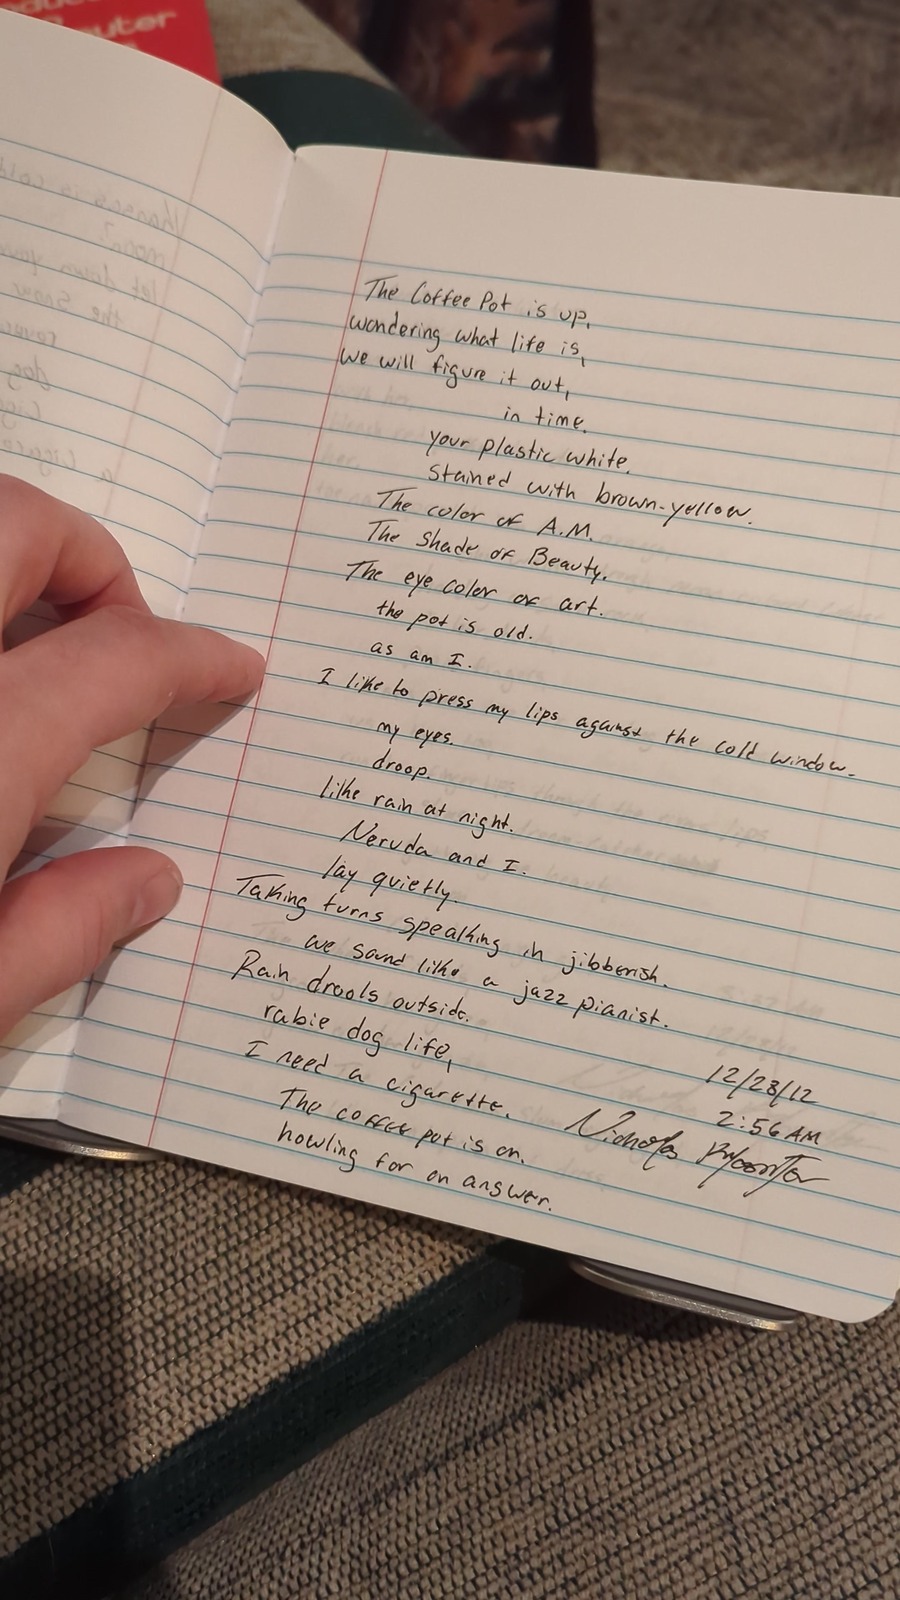 uter
The Coffee Pot is up,
wondering what life is,
we will figure it out,
in time.
your plastic white.
Stained with brown-yellow.
The color of A.M.
The Shade of Beauty.
The eye color of art.
the pot is old.
as am I.
I like to press my lips against the cold window.
my eyes.
droop.
like rain at night.
Neruda and I.
lay quietly.
Taking turns speaking in jibberish.
we sound like a jazz pianist.
Rain drools outside.
rabie dog life,
I need a cigarette.
The coffee pot is on.
howling for an answer.
12/28/12
2:56 AM
Nicholas